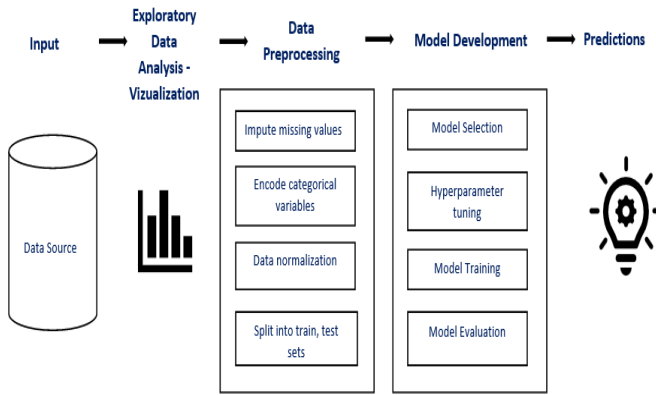 Input
Exploratory
Data
Analysis -
Vizualization
Data
Preprocessing
Model Development
Predictions
Data Source
Impute missing values
Encode categorical
variables
Data normalization
Split into train, test
sets
Model Selection
Hyperparameter
tuning
Model Training
Model Evaluation